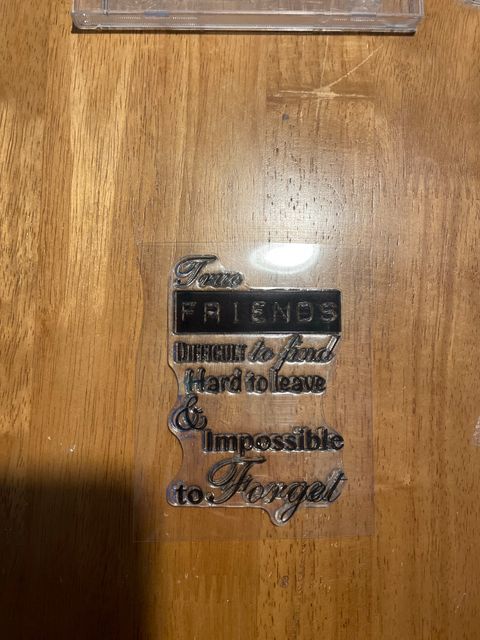 True
FRIENDS
DIFFICULT to find
Hard to leave
&
Impossible
to Forget